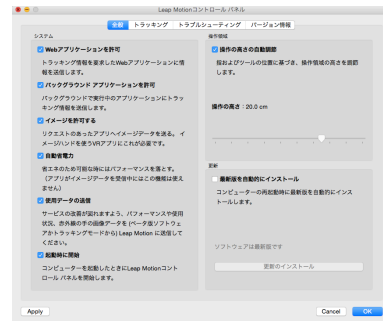 Leap Motionコントロール パネル
全般 トラッキング トラブルシューティング バージョン情報
システム
Webアプリケーションを許可
トラッキング情報を要求したWebアプリケーションに情
報を送信します。
バックグラウンド アプリケーションを許可
バックグラウンドで実行中のアプリケーションにトラッ
キング情報を送信します。
イメージを許可する
リクエストのあったアプリへイメージデータを送る。 イ
メージハンドを使うVRアプリにこれが必要です。
自動省電力
省エネのため可能な時にはパフォーマンスを落とす。
（アプリがイメージデータを受信中にはこの機能は使え
ません）
使用データの送信
サービスの改善が図れますよう、パフォーマンスや使用
状況、赤外線の手の画像データを (ベータ版ソフトウェ
アかトラッキングモードから) Leap Motion に送信して
ください。
起動時に開始
コンピューターを起動したときにLeap Motionコント
ロール パネルを開始します。
操作領域
操作の高さの自動調節
指およびツールの位置に基づき、操作領域の高さを調節
します。
操作の高さ : 20.0 cm
更新
最新版を自動的にインストール
コンピューターの再起動時に最新版を自動的にインス
トールします。
ソフトウェアは最新版です
更新のインストール
Apply Cancel OK